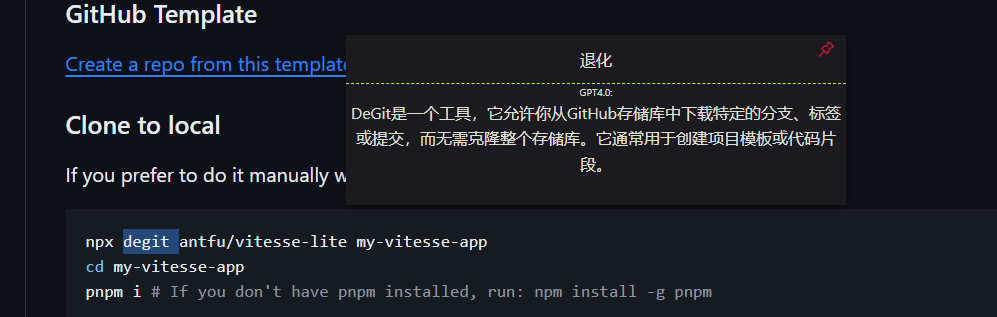 GitHub Template
Create a repo from this template
退化
GPT4.0:
DeGit是一个工具，它允许你从GitHub存储库中下载特定的分支、标签
或提交，而无需克隆整个存储库。它通常用于创建项目模板或代码片
段。
Clone to local
If you prefer to do it manually w
npx degit antfu/vitesse-lite my-vitesse-app
cd my-vitesse-app
pnpm i # If you don't have pnpm installed, run: npm install -g pnpm